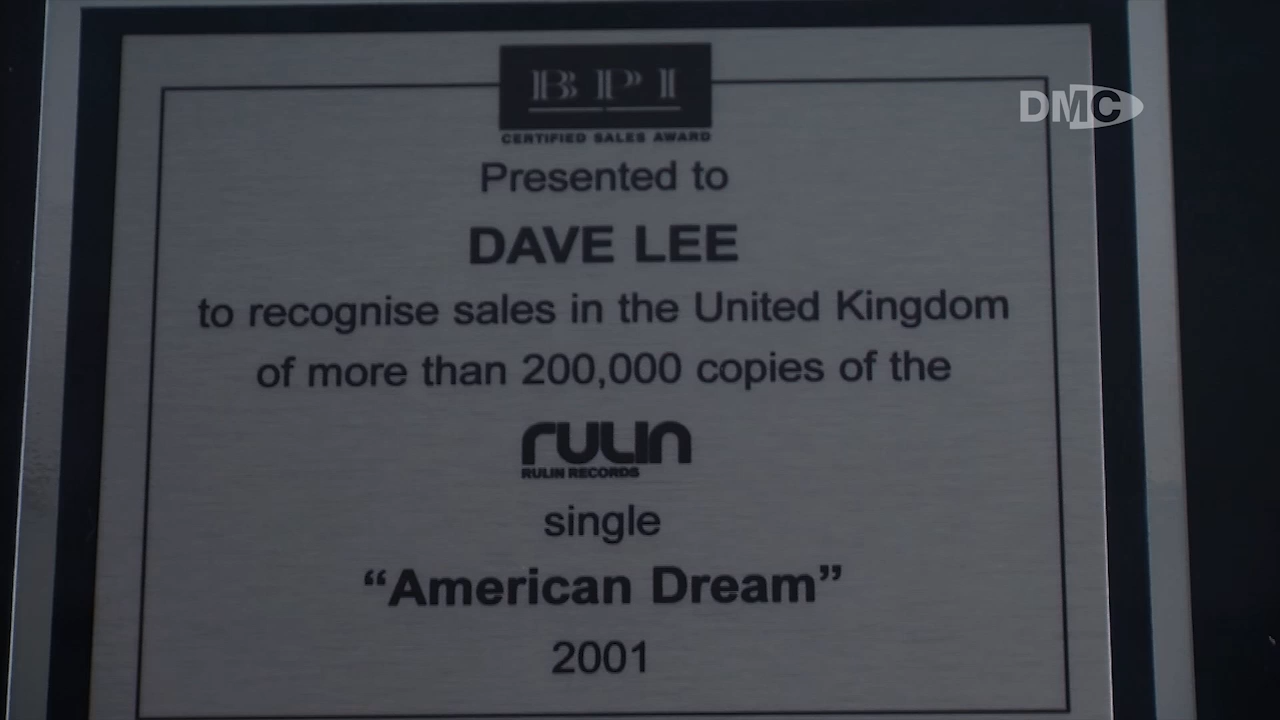 BPI
DMC
CERTIFIED SALES AWARD
Presented to
DAVE LEE
to recognise sales in the United Kingdom
of more than 200,000 copies of the
RULIN
RULIN RECORDS
single
“American Dream”
2001